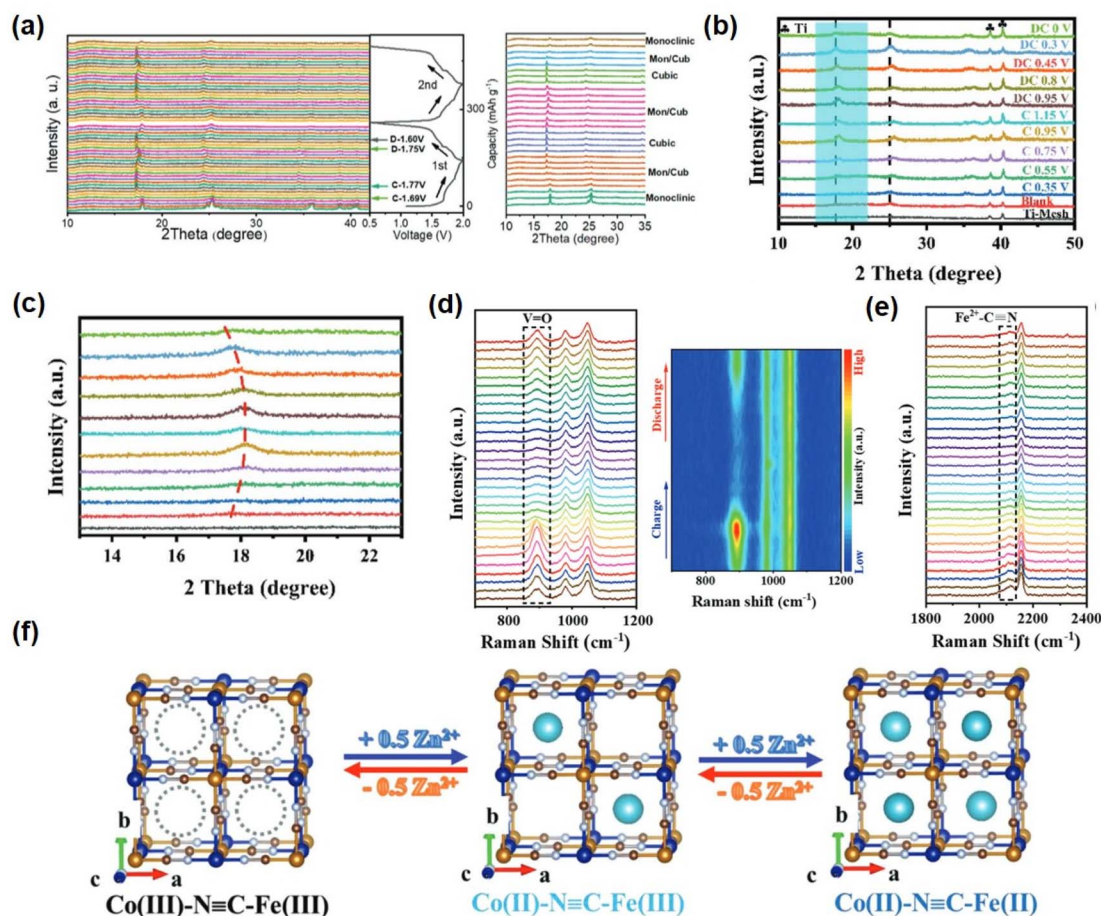 (a)
Intensity (a. u.)
10 20 30 40
2Theta (degree)
2nd
D-1.60V
D-1.75V
1st
C-1.77V
C-1.69V
0.5 1.0 1.5 2.0
Voltage (V)
300
0
Capacity (mAh g⁻¹)
Monoclinic
Mon/Cub
Cubic
Mon/Cub
Cubic
Mon/Cub
Monoclinic
10 15 20 25 30 35
2Theta (degree)
(b)
♣ Ti
♣ ♣
DC 0 V
DC 0.3 V
DC 0.45 V
DC 0.8 V
DC 0.95 V
C 1.15 V
C 0.95 V
C 0.75 V
C 0.55 V
C 0.35 V
Blank
Ti-Mesh
Intensity (a.u.)
10 20 30 40 50
2 Theta (degree)
(c)
Intensity (a.u.)
14 16 18 20 22
2 Theta (degree)
(d)
V=O
Intensity (a.u.)
800 1000 1200
Raman Shift (cm⁻¹)
Discharge
Charge
800 1000 1200
Raman shift (cm⁻¹)
High
Intensity (a.u.)
Low
(e)
Fe²⁺-C≡N
Intensity (a.u.)
1800 2000 2200 2400
Raman Shift (cm⁻¹)
(f)
+ 0.5 Zn²⁺
- 0.5 Zn²⁺
+ 0.5 Zn²⁺
- 0.5 Zn²⁺
b
c a
b
c a
b
c a
Co(III)-N≡C-Fe(III)
Co(II)-N≡C-Fe(III)
Co(II)-N≡C-Fe(II)